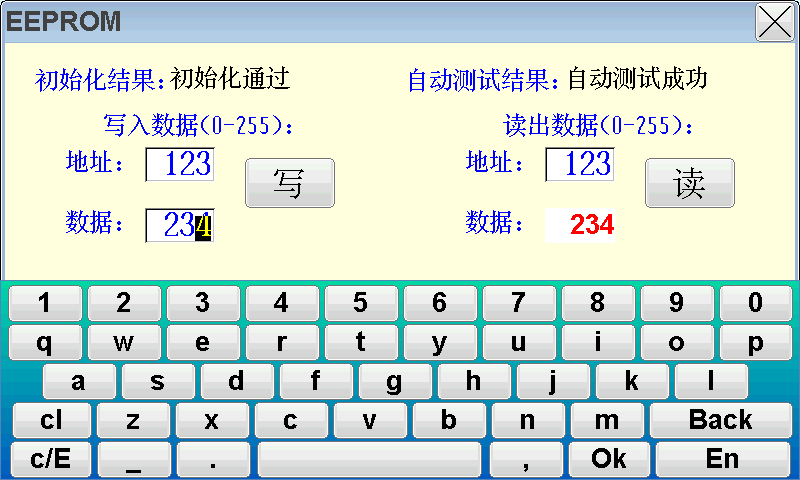 EEPROM
初始化结果：初始化通过 自动测试结果：自动测试成功
写入数据(0-255)： 读出数据(0-255)：
地址： 123 写 地址： 123 读
数据： 234 数据： 234
1 2 3 4 5 6 7 8 9 0
q w e r t y u i o p
a s d f g h j k l
cl z x c v b n m Back
c/E _ . , Ok En